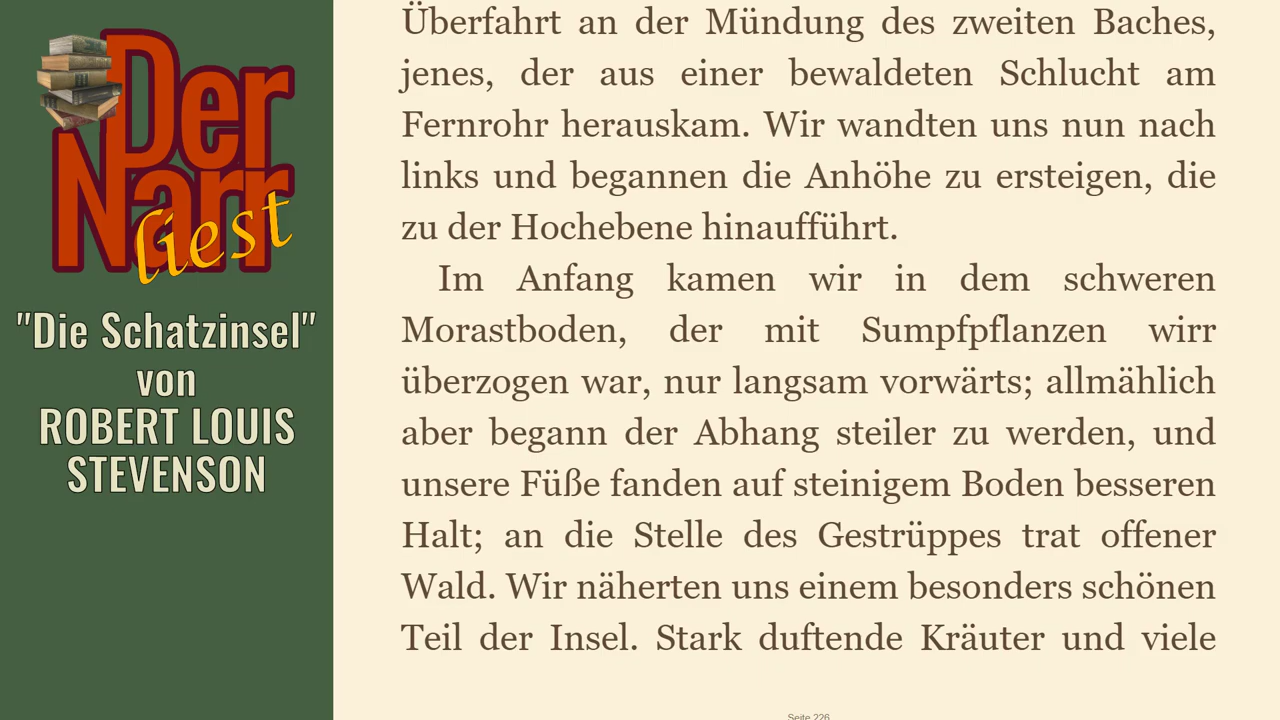 Der
Narr
liest
"Die Schatzinsel"
von
ROBERT LOUIS
STEVENSON
Überfahrt an der Mündung des zweiten Baches,
jenes, der aus einer bewaldeten Schlucht am
Fernrohr herauskam. Wir wandten uns nun nach
links und begannen die Anhöhe zu ersteigen, die
zu der Hochebene hinaufführt.
Im Anfang kamen wir in dem schweren
Morastboden, der mit Sumpfpflanzen wirr
überzogen war, nur langsam vorwärts; allmählich
aber begann der Abhang steiler zu werden, und
unsere Füße fanden auf steinigem Boden besseren
Halt; an die Stelle des Gestrüppes trat offener
Wald. Wir näherten uns einem besonders schönen
Teil der Insel. Stark duftende Kräuter und viele
Seite 226